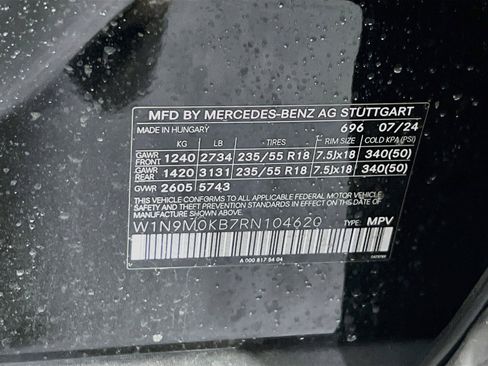 MFD BY MERCEDES-BENZ AG STUTTGART
MADE IN HUNGARY 696 07/24
KG LB TIRES RIM SIZE COLD KPA (PSI)
GAWR FRONT 1240 2734 235/55 R18 7.5Jx18 340(50)
GAWR REAR 1420 3131 235/55 R18 7.5Jx18 340(50)
GWR 2605 5743
THIS VEHICLE CONFORMS TO ALL APPLICABLE FEDERAL MOTOR VEHICLE
SAFETY AND THEFT PREVENTION STANDARDS IN EFFECT ON THIS DATE OF
MANUFACTURE SHOWN ABOVE.
W1N9M0KB7RN104620 TYPE: MPV
A 000 817 54 04